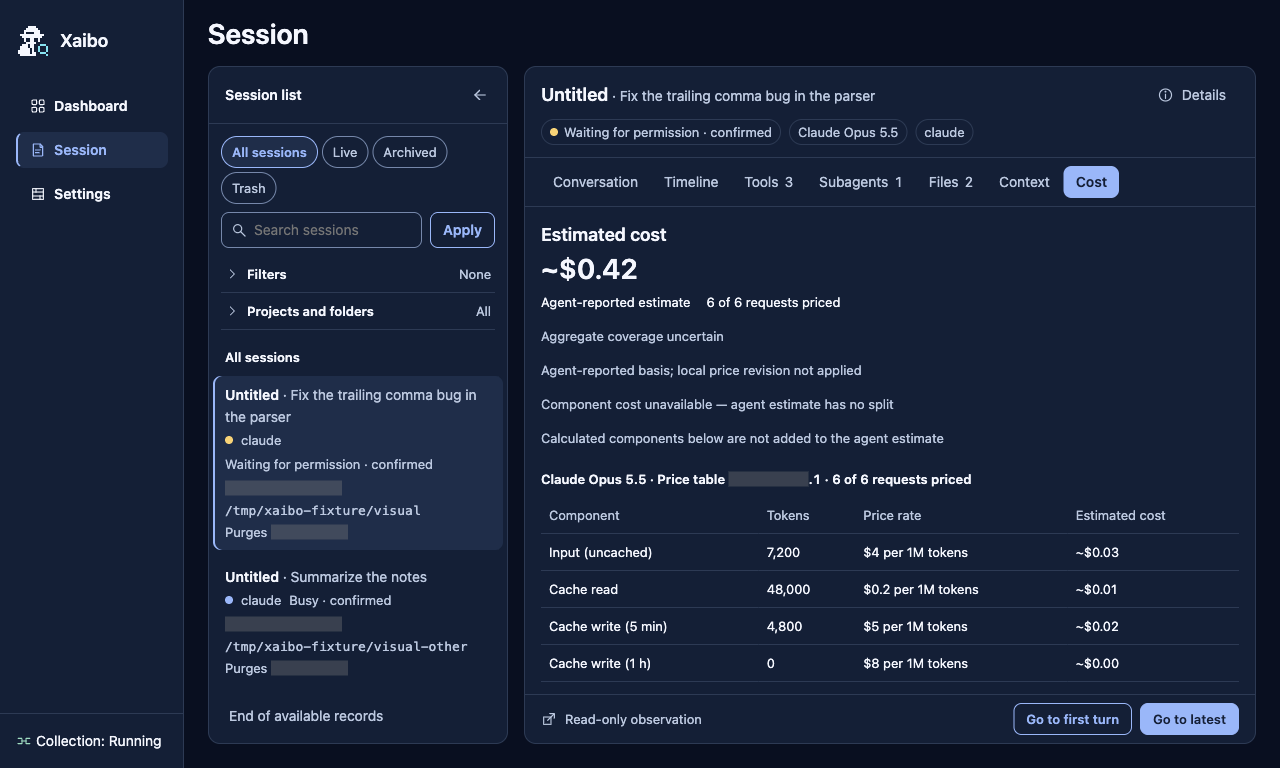 Xaibo
Dashboard
Session
Settings
Collection: Running
Session
Session list
All sessions
Live
Archived
Trash
Search sessions
Apply
Filters
None
Projects and folders
All
All sessions
Untitled · Fix the trailing comma bug in
the parser
claude
Waiting for permission · confirmed
/tmp/xaibo-fixture/visual
Purges
Untitled · Summarize the notes
claude Busy · confirmed
/tmp/xaibo-fixture/visual-other
Purges
End of available records
Untitled · Fix the trailing comma bug in the parser
Details
Waiting for permission · confirmed
Claude Opus 5.5
claude
Conversation Timeline Tools 3 Subagents 1 Files 2 Context Cost
Estimated cost
~$0.42
Agent-reported estimate 6 of 6 requests priced
Aggregate coverage uncertain
Agent-reported basis; local price revision not applied
Component cost unavailable — agent estimate has no split
Calculated components below are not added to the agent estimate
Claude Opus 5.5 · Price table .1 · 6 of 6 requests priced
Component Tokens Price rate Estimated cost
Input (uncached) 7,200 $4 per 1M tokens ~$0.03
Cache read 48,000 $0.2 per 1M tokens ~$0.01
Cache write (5 min) 4,800 $5 per 1M tokens ~$0.02
Cache write (1 h) 0 $8 per 1M tokens ~$0.00
Read-only observation
Go to first turn
Go to latest